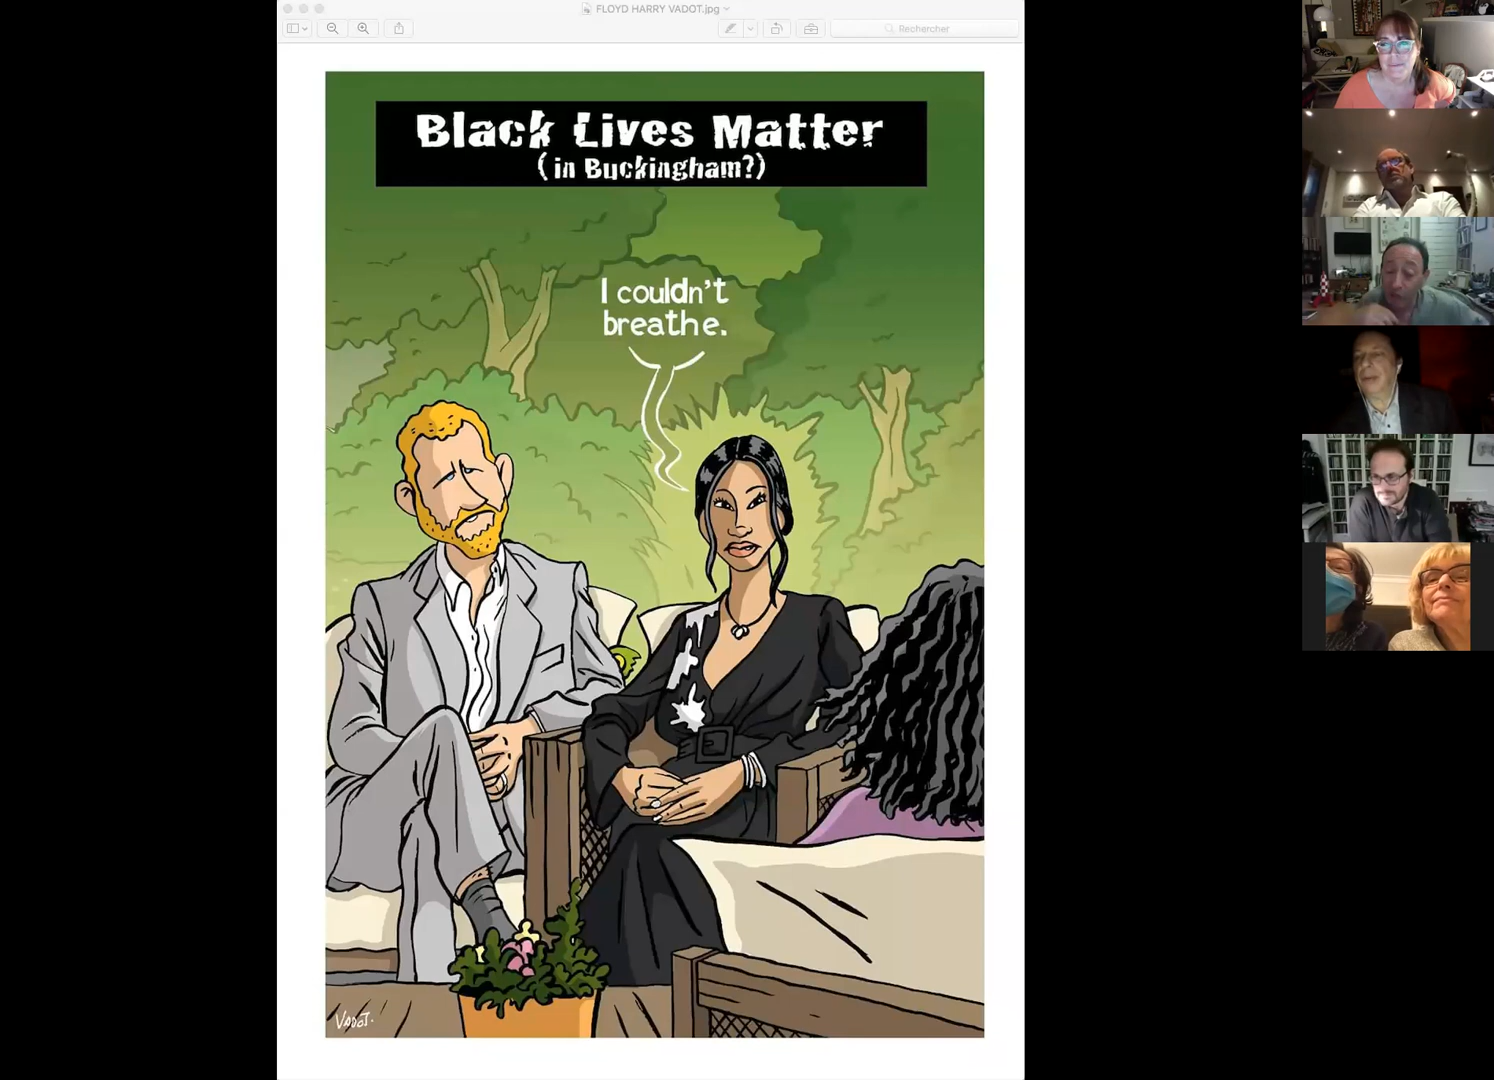 FLOYD HARRY VADOT.jpg
Rechercher
Black Lives Matter
(in Buckingham?)
I couldn't
breathe.
VADOT.